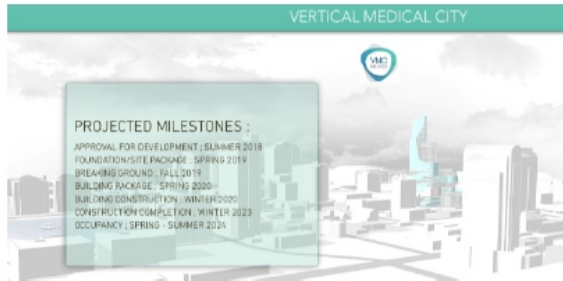 VERTICAL MEDICAL CITY
VMC
PROJECTED MILESTONES :
APPROVAL FOR DEVELOPMENT ; SUMMER 2018
FOUNDATION/SITE PACKAGE : SPRING 2019
BREAKING GROUND : FALL 2019
BUILDING PACKAGE : SPRING 2020
BUILDING CONSTRUCTION : WINTER 2020
CONSTRUCTION COMPLETION : WINTER 2023
OCCUPANCY ; SPRING - SUMMER 2024